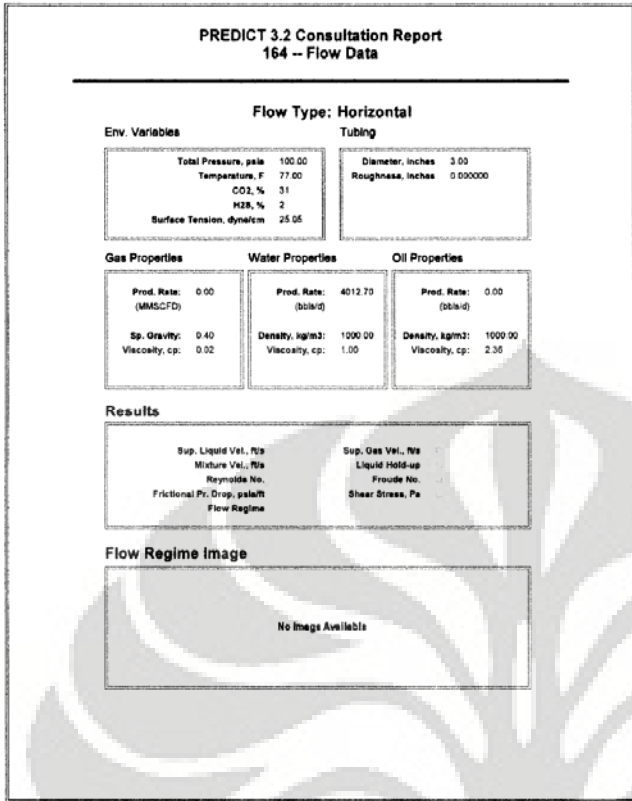 PREDICT 3.2 Consultation Report
164 -- Flow Data
Flow Type: Horizontal
Env. Variables
Total Pressure, psia 100.00
Temperature, F 77.00
CO2, % 31
H2S, % 2
Surface Tension, dyne/cm 25.05
Tubing
Diameter, inches 3.00
Roughness, inches 0.000000
Gas Properties
Prod. Rate: 0.00
(MMSCFD)
Sp. Gravity: 0.40
Viscosity, cp: 0.02
Water Properties
Prod. Rate: 4012.70
(bbls/d)
Density, kg/m3: 1000.00
Viscosity, cp: 1.00
Oil Properties
Prod. Rate: 0.00
(bbls/d)
Density, kg/m3: 1000.00
Viscosity, cp: 2.36
Results
Sup. Liquid Vel., ft/s
Mixture Vel., ft/s
Reynolds No.
Frictional Pr. Drop, psia/ft
Flow Regime
Sup. Gas Vel., ft/s
Liquid Hold-up
Froude No.
Shear Stress, Pa
Flow Regime Image
No Image Available